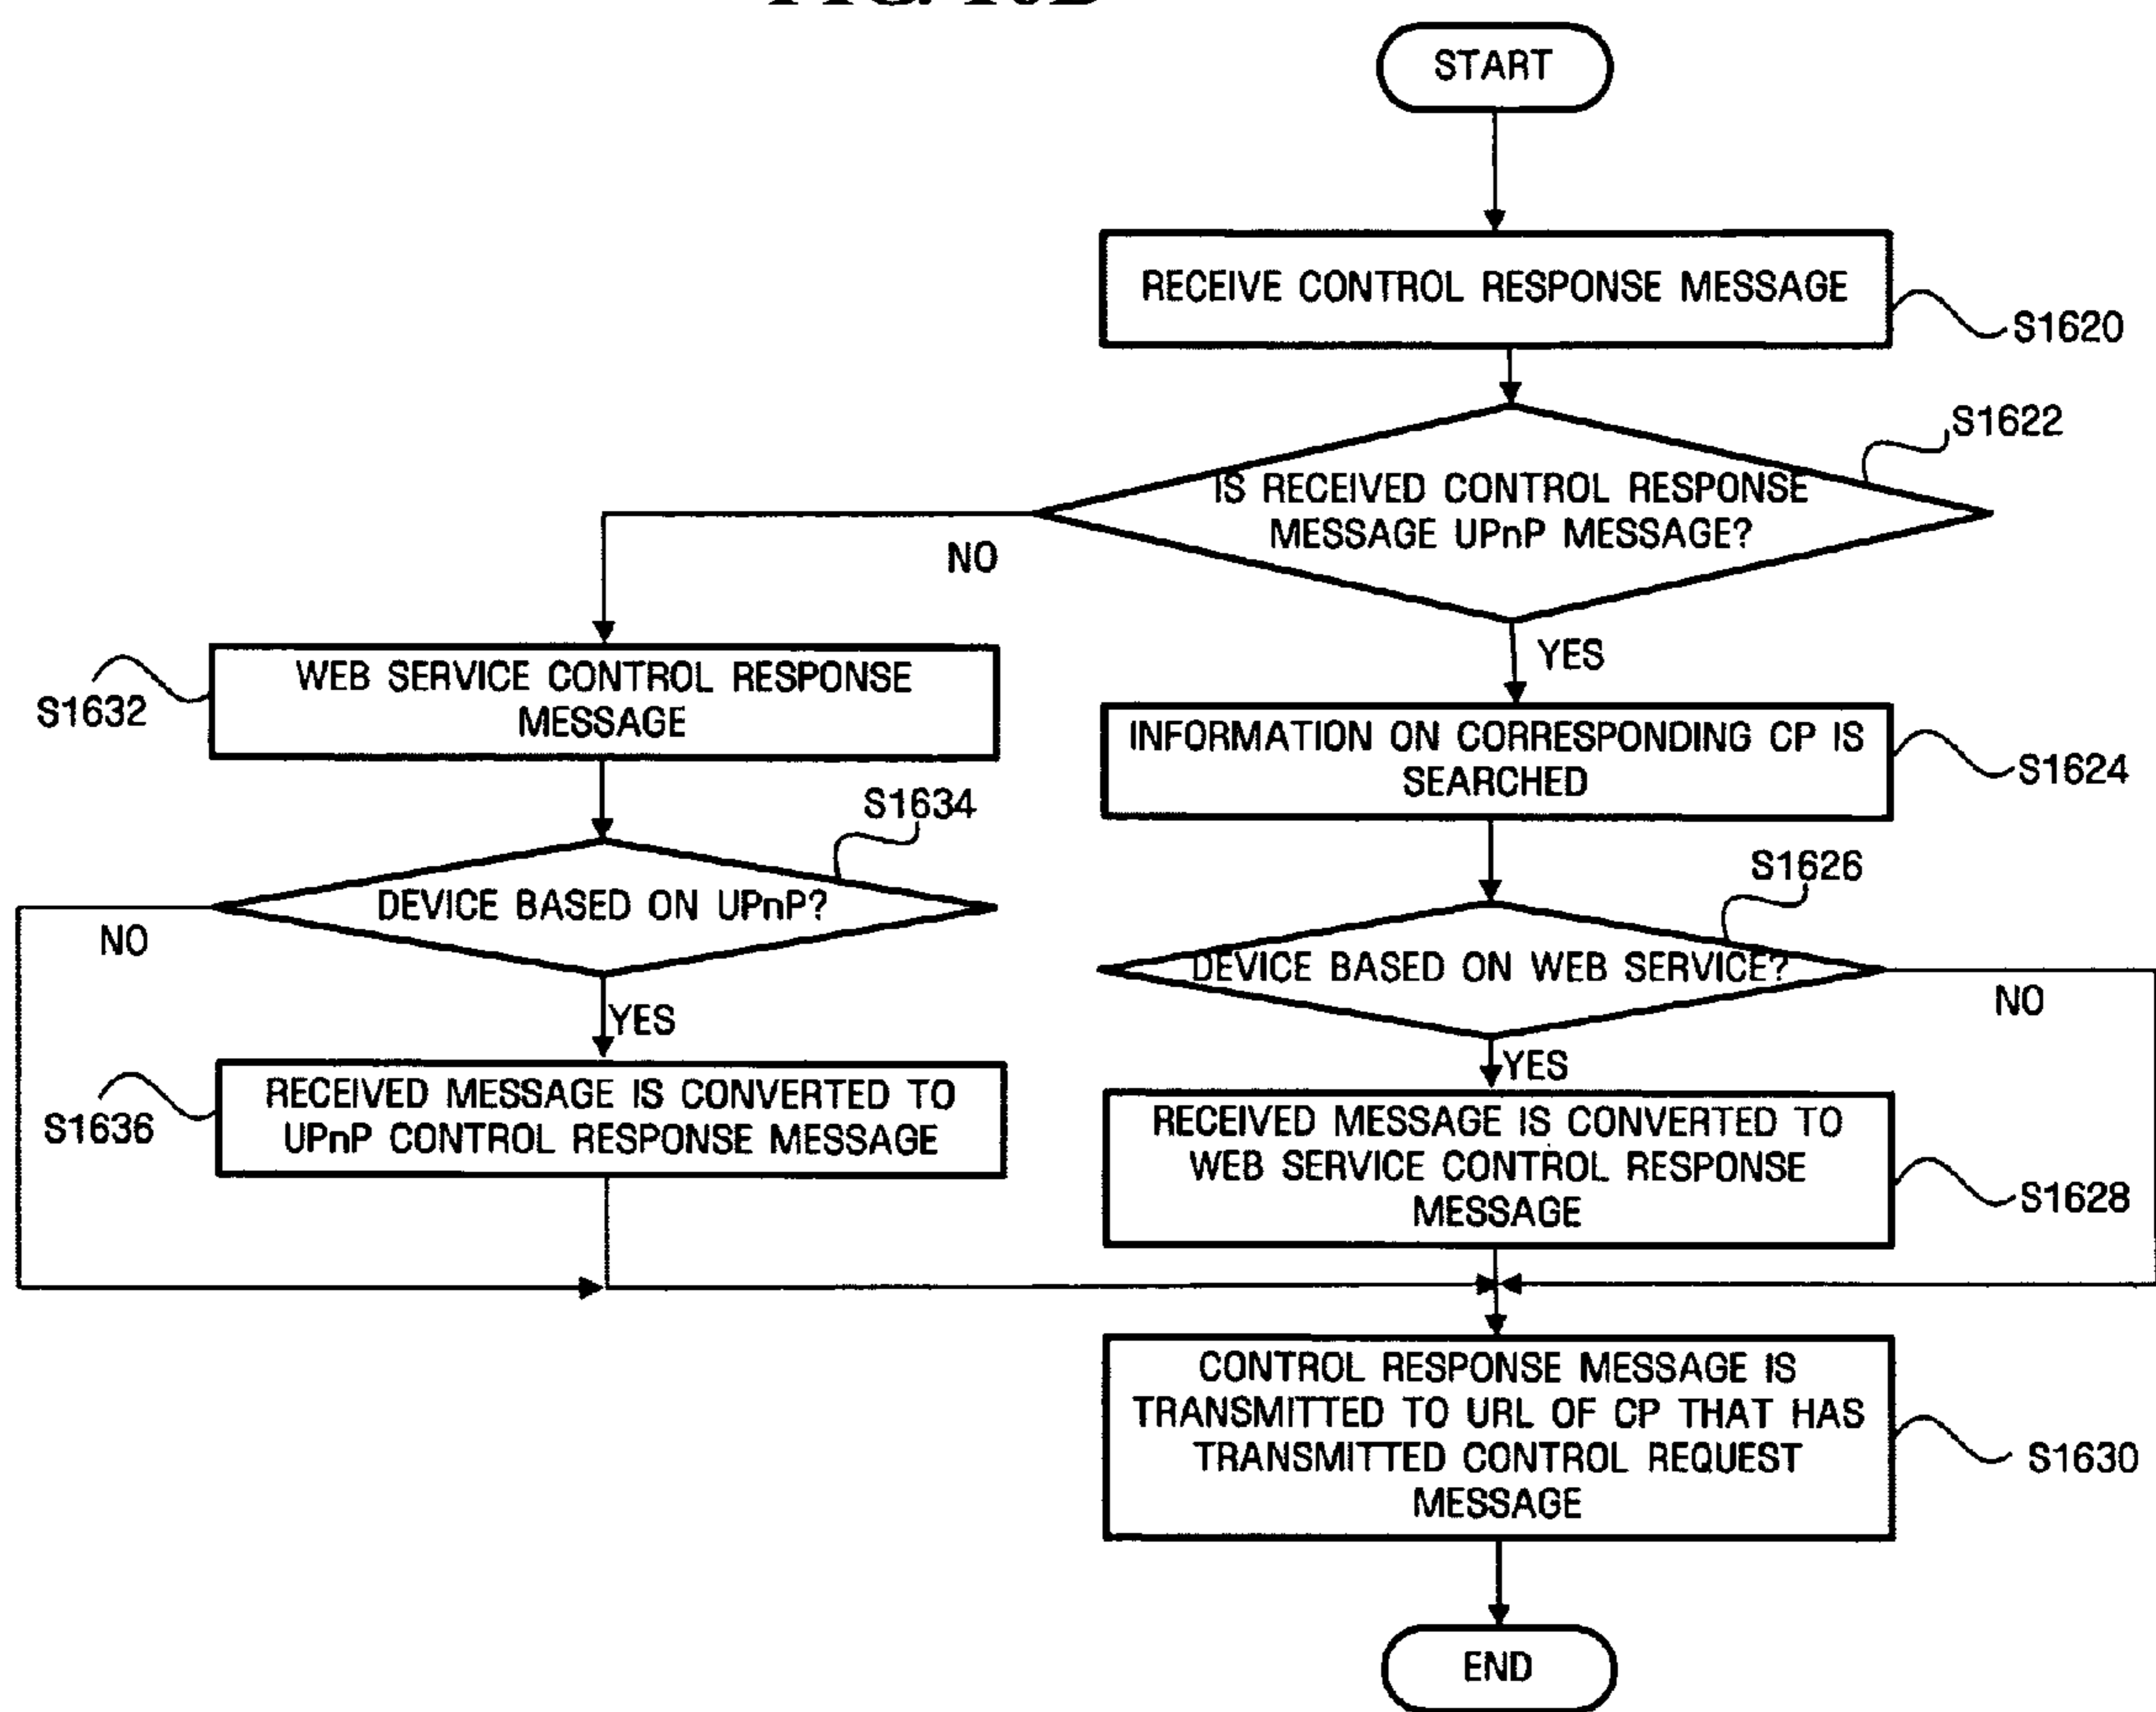 START
RECEIVE CONTROL RESPONSE MESSAGE
S1620
S1622
IS RECEIVED CONTROL RESPONSE
MESSAGE UPnP MESSAGE?
NO
YES
WEB SERVICE CONTROL RESPONSE
MESSAGE
S1632
INFORMATION ON CORRESPONDING CP IS
SEARCHED
S1624
S1634
DEVICE BASED ON UPnP?
NO
YES
S1626
DEVICE BASED ON WEB SERVICE?
NO
YES
RECEIVED MESSAGE IS CONVERTED TO
UPnP CONTROL RESPONSE MESSAGE
S1636
RECEIVED MESSAGE IS CONVERTED TO
WEB SERVICE CONTROL RESPONSE
MESSAGE
S1628
CONTROL RESPONSE MESSAGE IS
TRANSMITTED TO URL OF CP THAT HAS
TRANSMITTED CONTROL REQUEST
MESSAGE
S1630
END